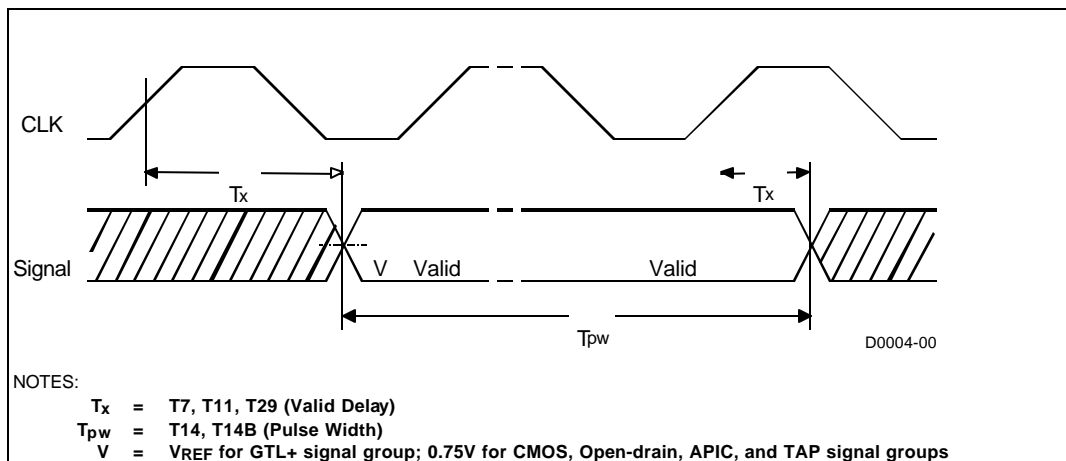 CLK
Tx
Tx
Signal
V Valid
Valid
Tpw
D0004-00
NOTES:
Tx = T7, T11, T29 (Valid Delay)
Tpw = T14, T14B (Pulse Width)
V = VREF for GTL+ signal group; 0.75V for CMOS, Open-drain, APIC, and TAP signal groups